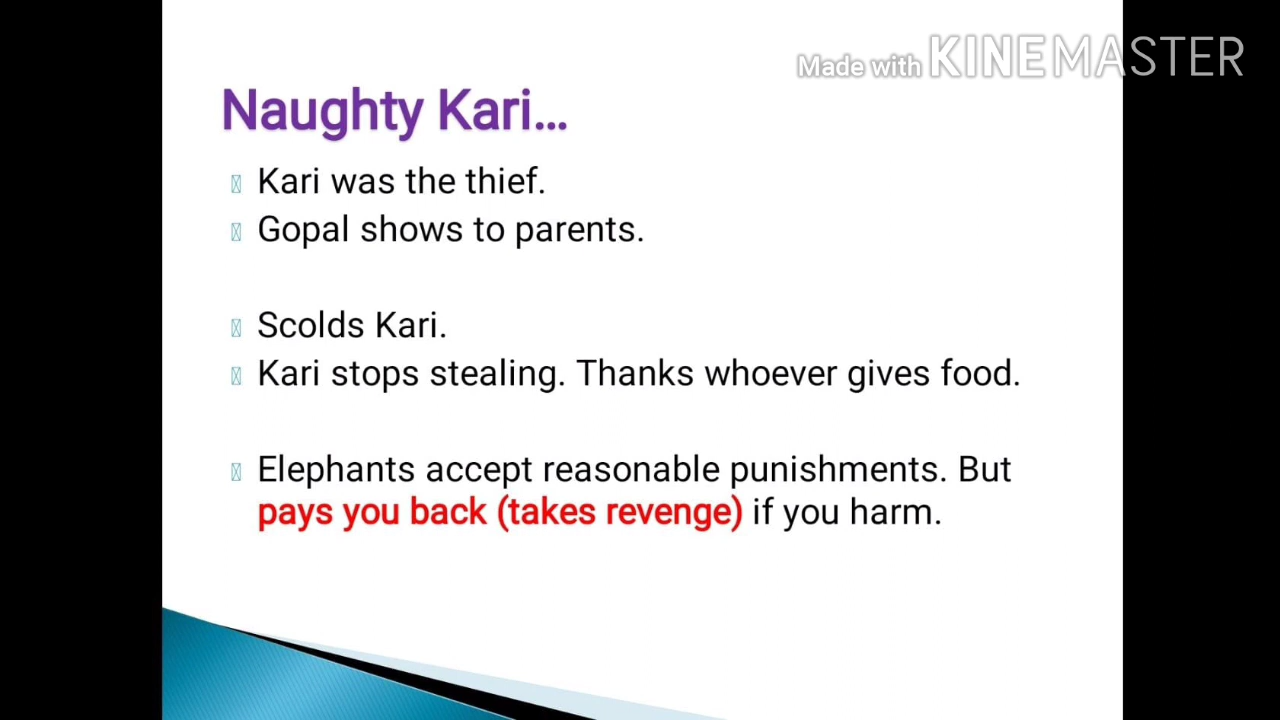 Made with KINEMASTER
Naughty Kari...
Kari was the thief.
Gopal shows to parents.
Scolds Kari.
Kari stops stealing. Thanks whoever gives food.
Elephants accept reasonable punishments. But
pays you back (takes revenge) if you harm.